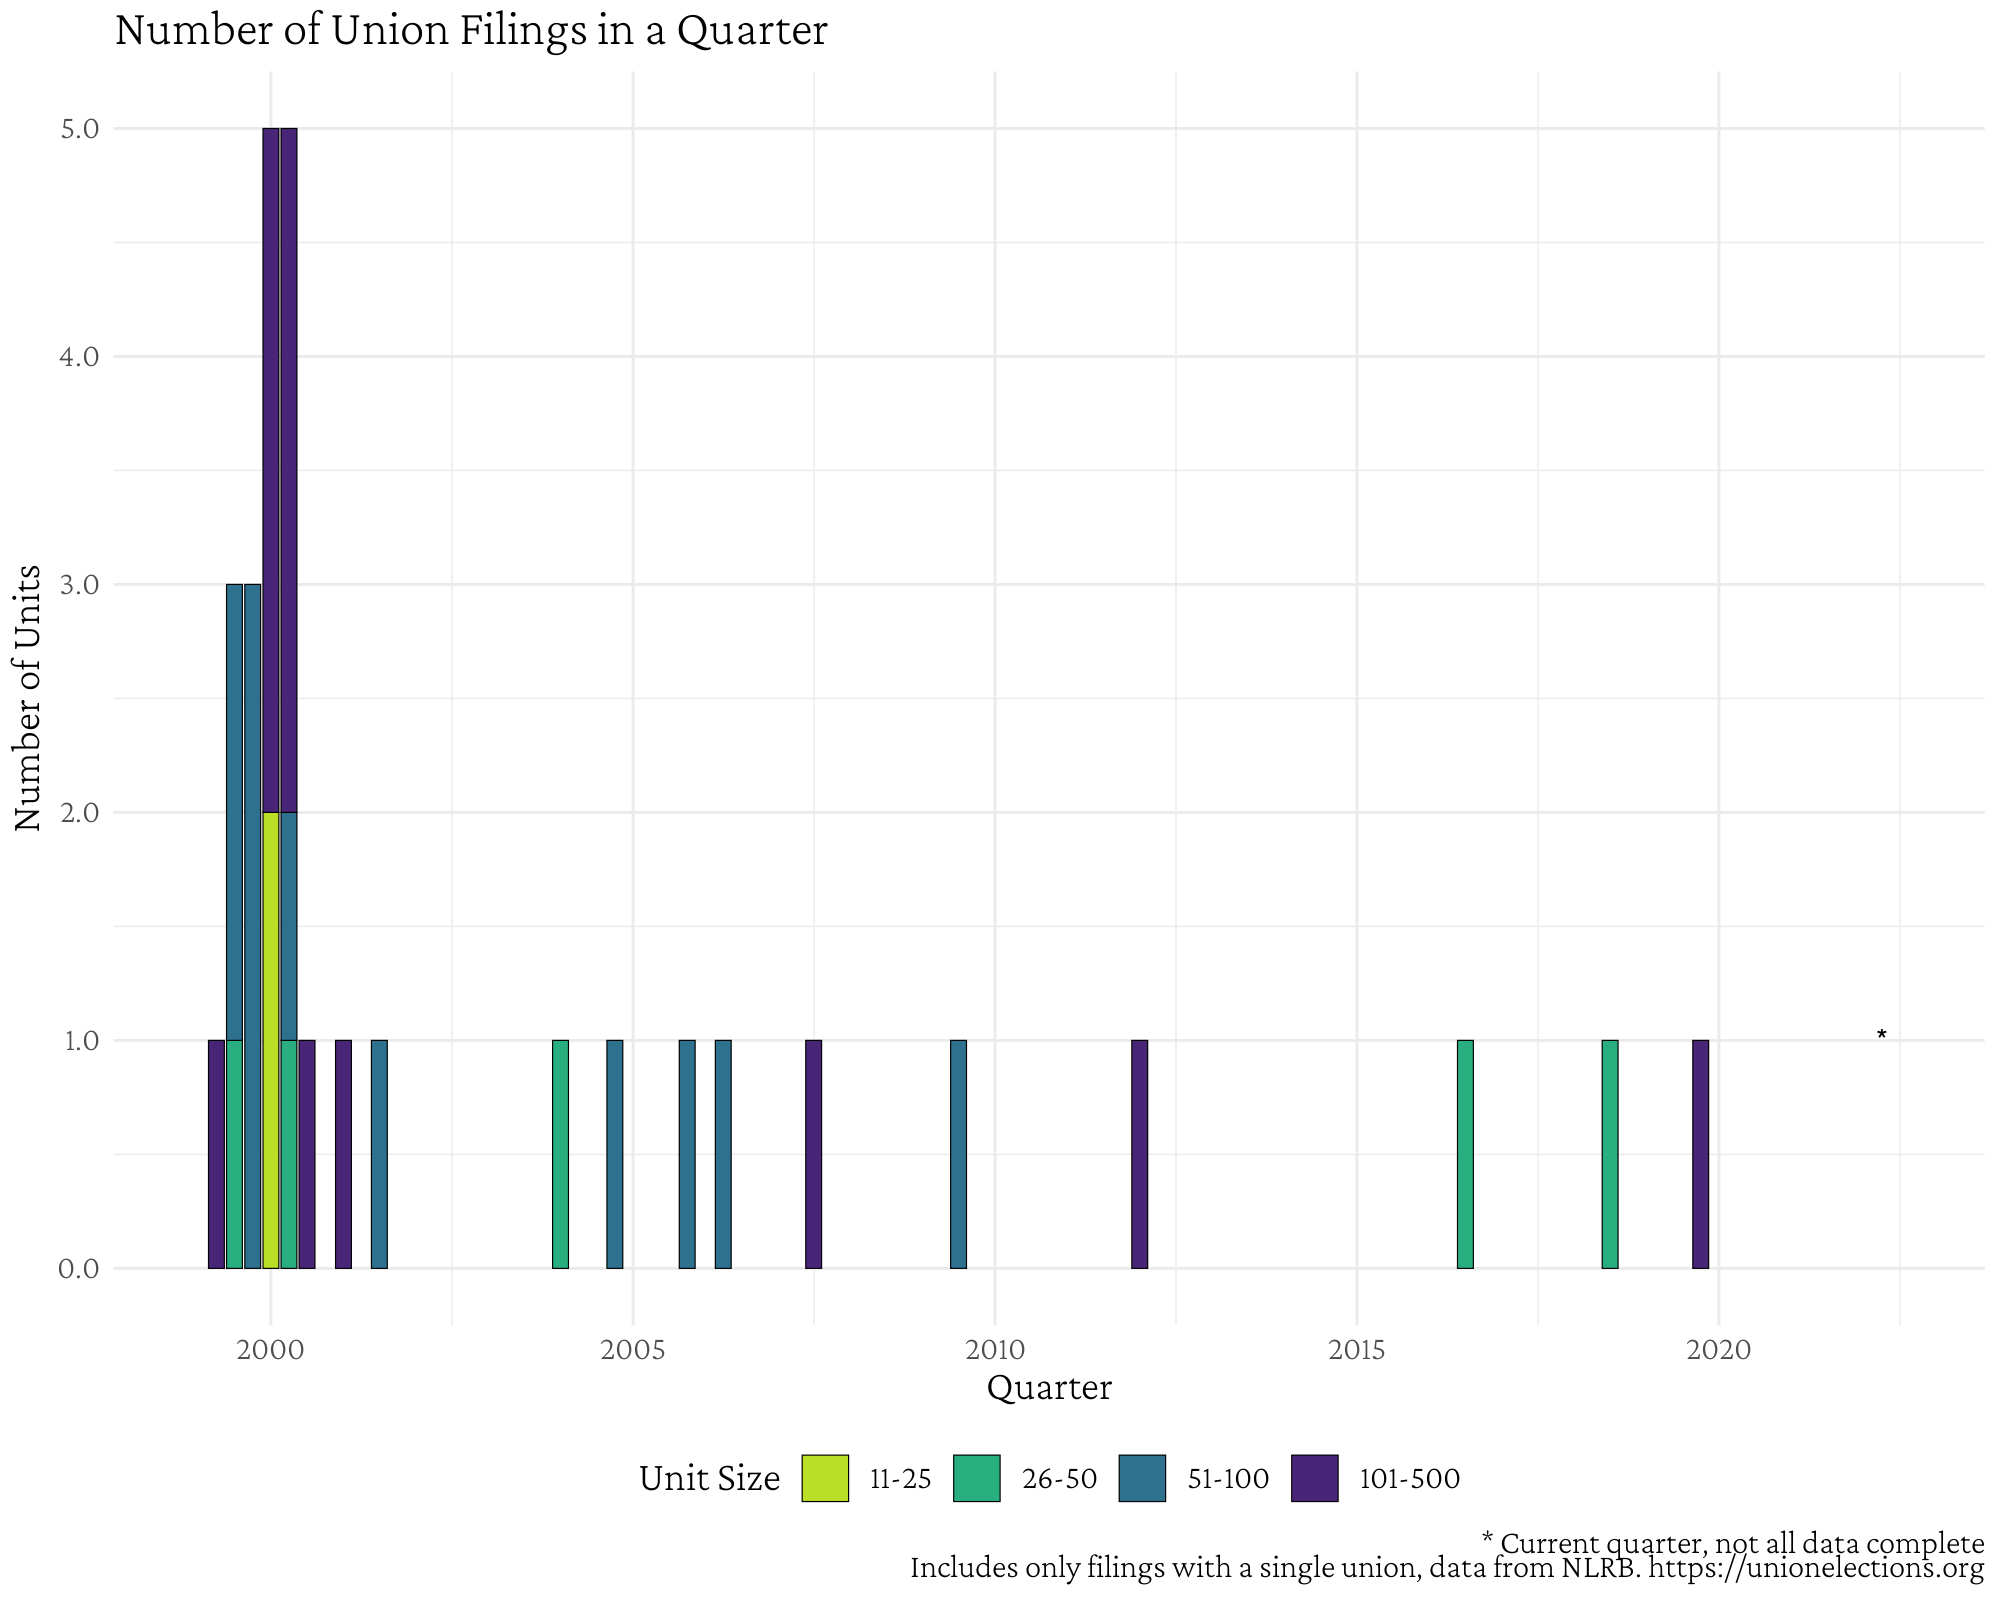 Number of Union Filings in a Quarter
Number of Units
5.0
4.0
3.0
2.0
1.0
0.0
*
2000 2005 2010 2015 2020
Quarter
Unit Size 11-25 26-50 51-100 101-500
* Current quarter, not all data complete
Includes only filings with a single union, data from NLRB. https://unionelections.org